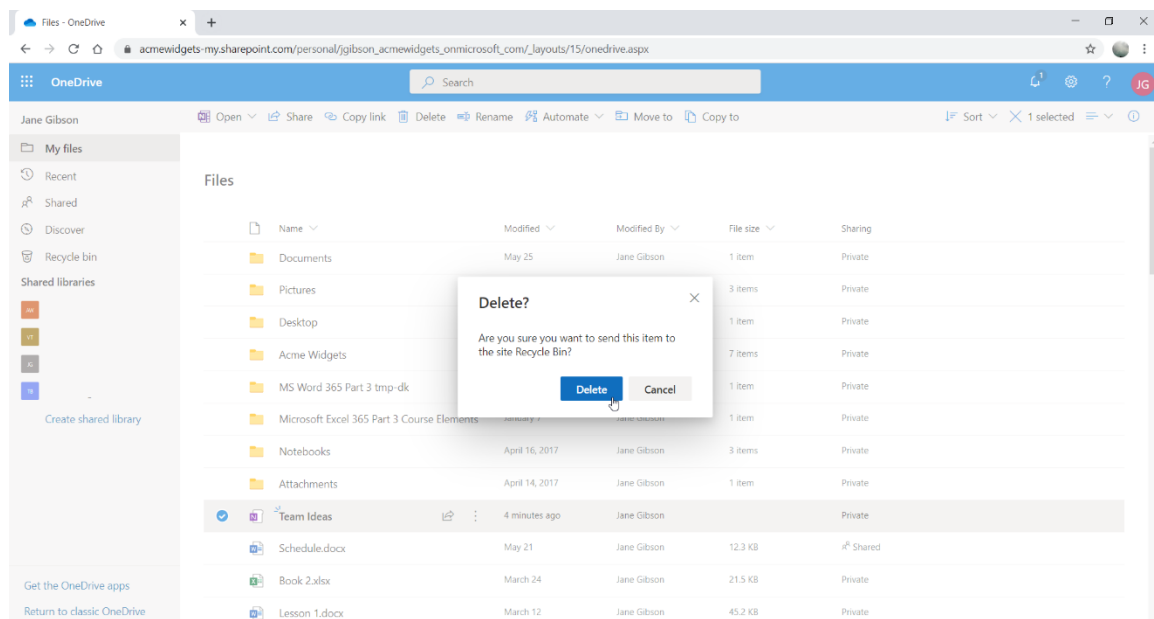 Files - OneDrive
acmewidgets-my.sharepoint.com/personal/jgibson_acmewidgets_onmicrosoft_com/_layouts/15/onedrive.aspx
OneDrive Search 1 ? JG
Jane Gibson Open Share Copy link Delete Rename Automate Move to Copy to Sort 1 selected
My files
Recent
Shared
Discover
Recycle bin
Shared libraries
Create shared library
Get the OneDrive apps
Return to classic OneDrive
Files
Name Modified Modified By File size Sharing
Documents May 25 Jane Gibson 1 item Private
Pictures 3 items Private
Desktop 1 item Private
Acme Widgets 7 items Private
MS Word 365 Part 3 tmp-dk 1 item Private
Microsoft Excel 365 Part 3 Course Elements January 7 Jane Gibson 1 item Private
Notebooks April 16, 2017 Jane Gibson 3 items Private
Attachments April 14, 2017 Jane Gibson 1 item Private
Team Ideas 4 minutes ago Jane Gibson Private
Schedule.docx May 21 Jane Gibson 12.3 KB Shared
Book 2.xlsx March 24 Jane Gibson 21.5 KB Private
Lesson 1.docx March 12 Jane Gibson 45.2 KB Private
Delete?
Are you sure you want to send this item to
the site Recycle Bin?
Delete Cancel